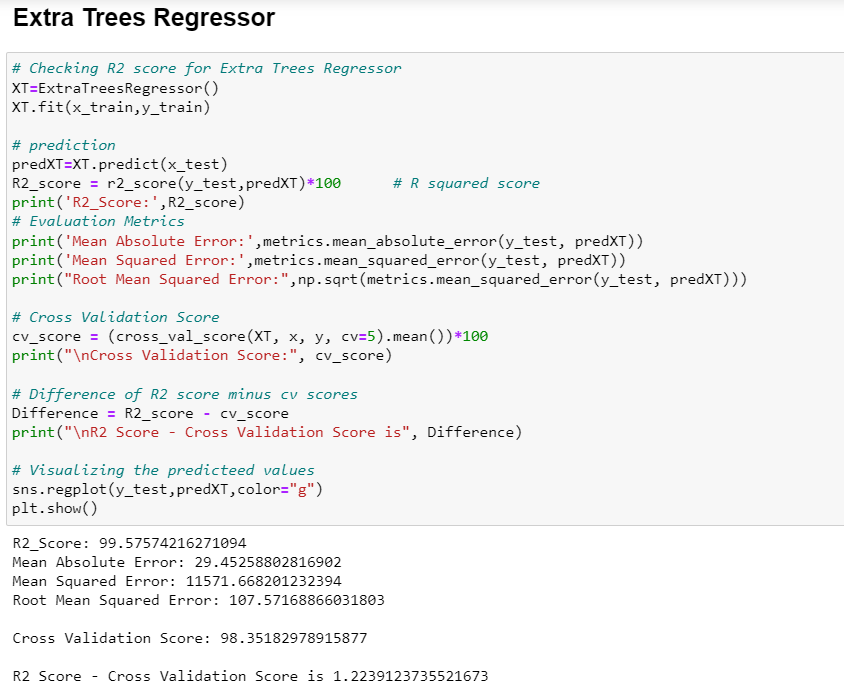 Extra Trees Regressor
# Checking R2 score for Extra Trees Regressor
XT=ExtraTreesRegressor()
XT.fit(x_train,y_train)
# prediction
predXT=XT.predict(x_test)
R2_score = r2_score(y_test,predXT)*100      # R squared score
print('R2_Score:',R2_score)
# Evaluation Metrics
print('Mean Absolute Error:',metrics.mean_absolute_error(y_test, predXT))
print('Mean Squared Error:',metrics.mean_squared_error(y_test, predXT))
print("Root Mean Squared Error:",np.sqrt(metrics.mean_squared_error(y_test, predXT)))
# Cross Validation Score
cv_score = (cross_val_score(XT, x, y, cv=5).mean())*100
print("\nCross Validation Score:", cv_score)
# Difference of R2 score minus cv scores
Difference = R2_score - cv_score
print("\nR2 Score - Cross Validation Score is", Difference)
# Visualizing the predicteed values
sns.regplot(y_test,predXT,color="g")
plt.show()
R2_Score: 99.57574216271094
Mean Absolute Error: 29.45258802816902
Mean Squared Error: 11571.668201232394
Root Mean Squared Error: 107.57168866031803
Cross Validation Score: 98.35182978915877
R2 Score - Cross Validation Score is 1.2239123735521673